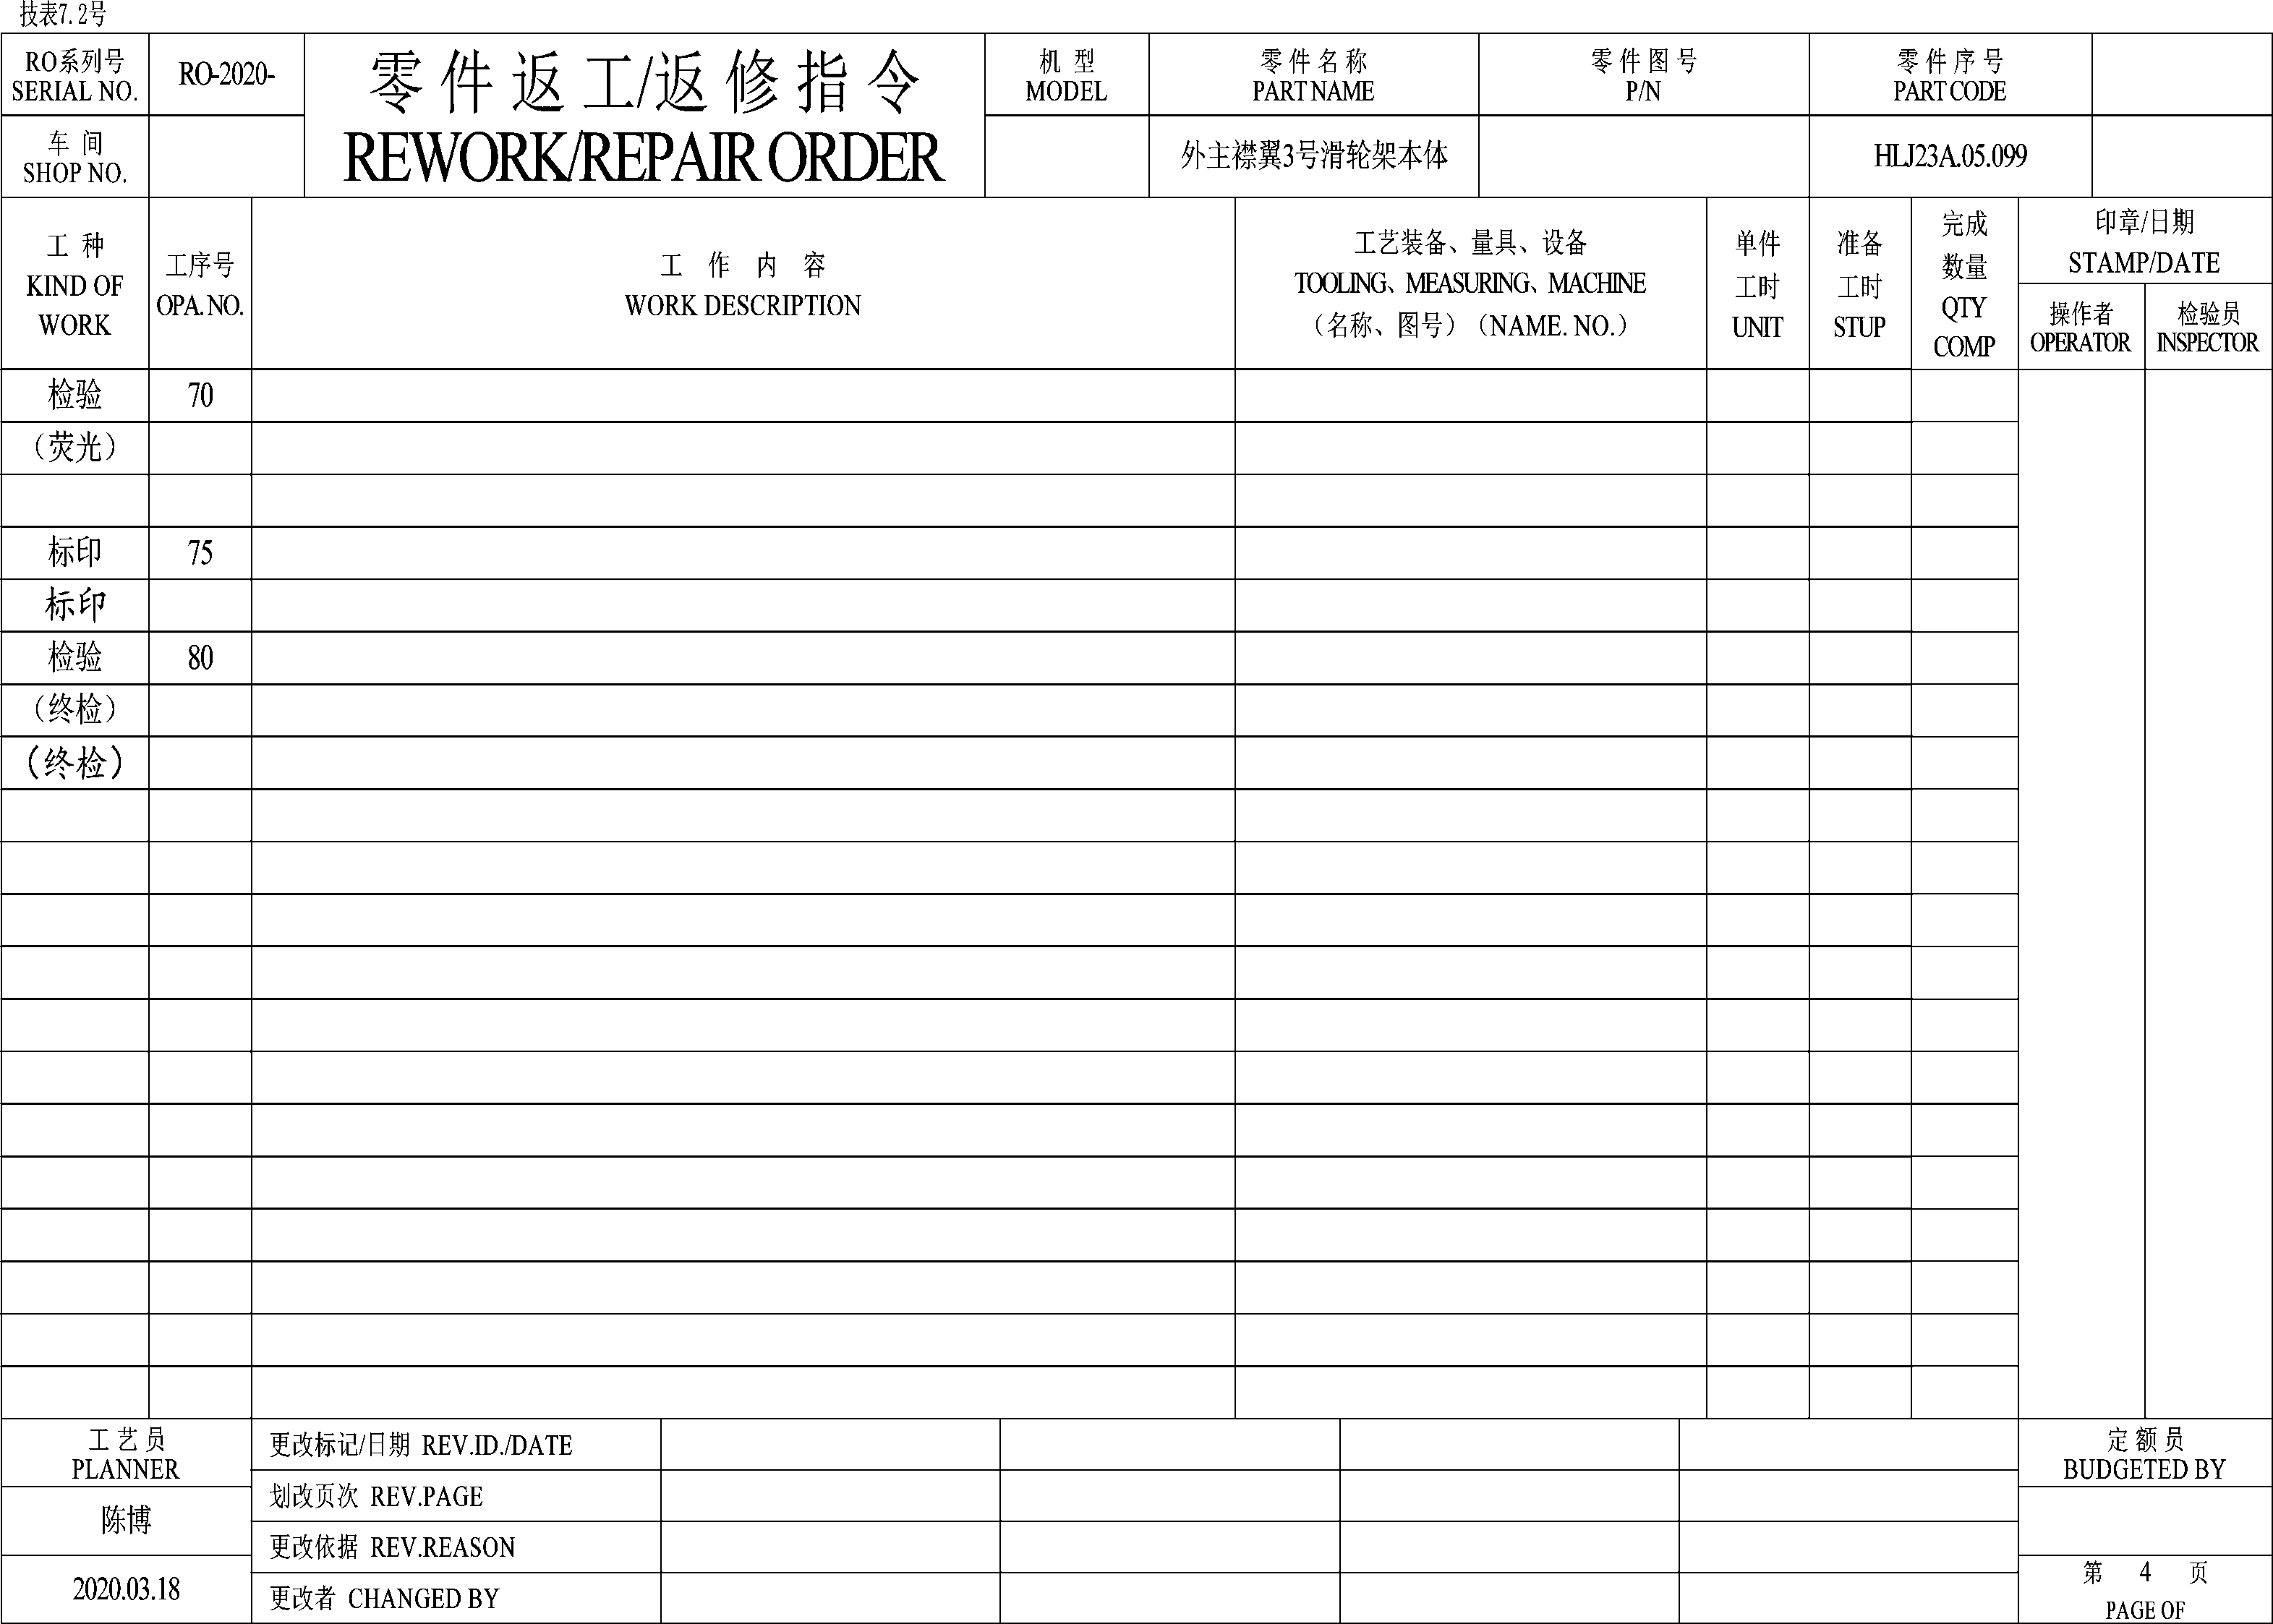 技表7.2号
RO系列号
SERIAL NO.
RO-2020-
零件返工/返修指令
REWORK/REPAIR ORDER
机 型
MODEL
零件名称
PART NAME
零件图号
P/N
零件序号
PART CODE
车 间
SHOP NO.
外主襟翼3号滑轮架本体
HLJ23A.05.099
工 种
KIND OF
WORK
工序号
OPA. NO.
工 作 内 容
WORK DESCRIPTION
工艺装备、量具、设备
TOOLING、MEASURING、MACHINE
（名称、图号）（NAME. NO.）
单件
工时
UNIT
准备
工时
STUP
完成
数量
QTY
COMP
印章/日期
STAMP/DATE
操作者
OPERATOR
检验员
INSPECTOR
检验 70
（荧光）
标印 75
标印
检验 80
（终检）
（终检）
工艺员
PLANNER
陈博
2020.03.18
更改标记/日期 REV.ID./DATE
划改页次 REV.PAGE
更改依据 REV.REASON
更改者 CHANGED BY
定额员
BUDGETED BY
第 4 页
PAGE OF